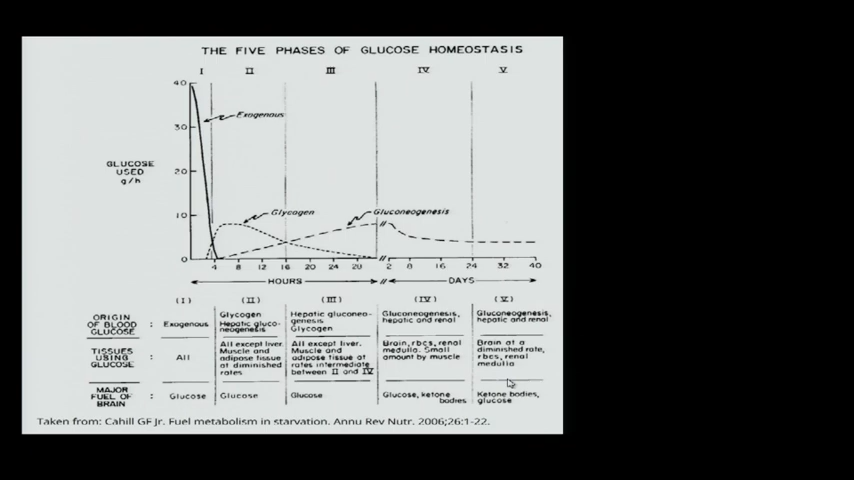 THE FIVE PHASES OF GLUCOSE HOMEOSTASIS
I II III IV V
40
Exogenous
30
GLUCOSE
USED
g/h
20
10
Glycogen
Gluconeogenesis
0
4 8 12 16 20 2 8 16 24 32 40
HOURS
DAYS
(I) (II) (III) (IV) (V)
ORIGIN
OF BLOOD
GLUCOSE
:
Exogenous
Glycogen
Hepatic gluco-
neogenesis
Hepatic gluconeo-
genesis
Glycogen
Gluconeogenesis,
hepatic and renal
Gluconeogenesis,
hepatic and renal
TISSUES
USING
GLUCOSE
:
All
All except liver.
Muscle and
adipose tissue
at diminished
rates
All except liver.
Muscle and
adipose tissue at
rates intermediate
between II and IV
Brain, rbcs, renal
medulla. Small
amount by muscle
Brain at a
diminished rate,
rbcs, renal
medulla
MAJOR
FUEL OF
BRAIN
:
Glucose
Glucose
Glucose
Glucose, ketone
bodies
Ketone bodies,
glucose
Taken from: Cahill GF Jr. Fuel metabolism in starvation. Annu Rev Nutr. 2006;26:1-22.